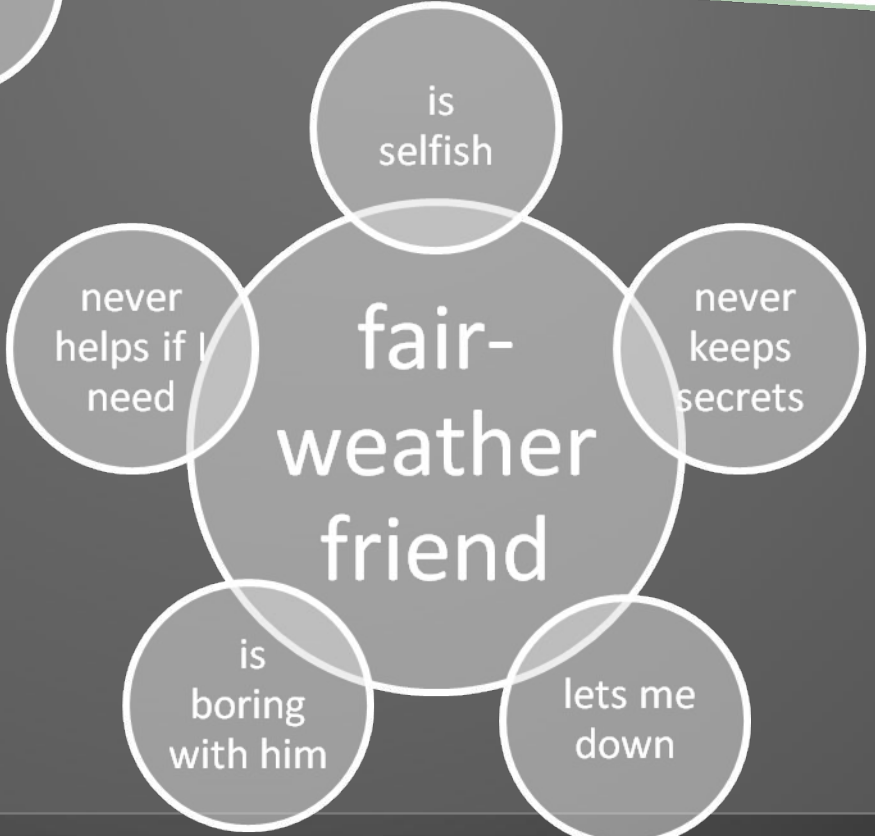 is
selfish
never
helps if I
need
fair-
weather
friend
never
keeps
secrets
is
boring
with him
lets me
down